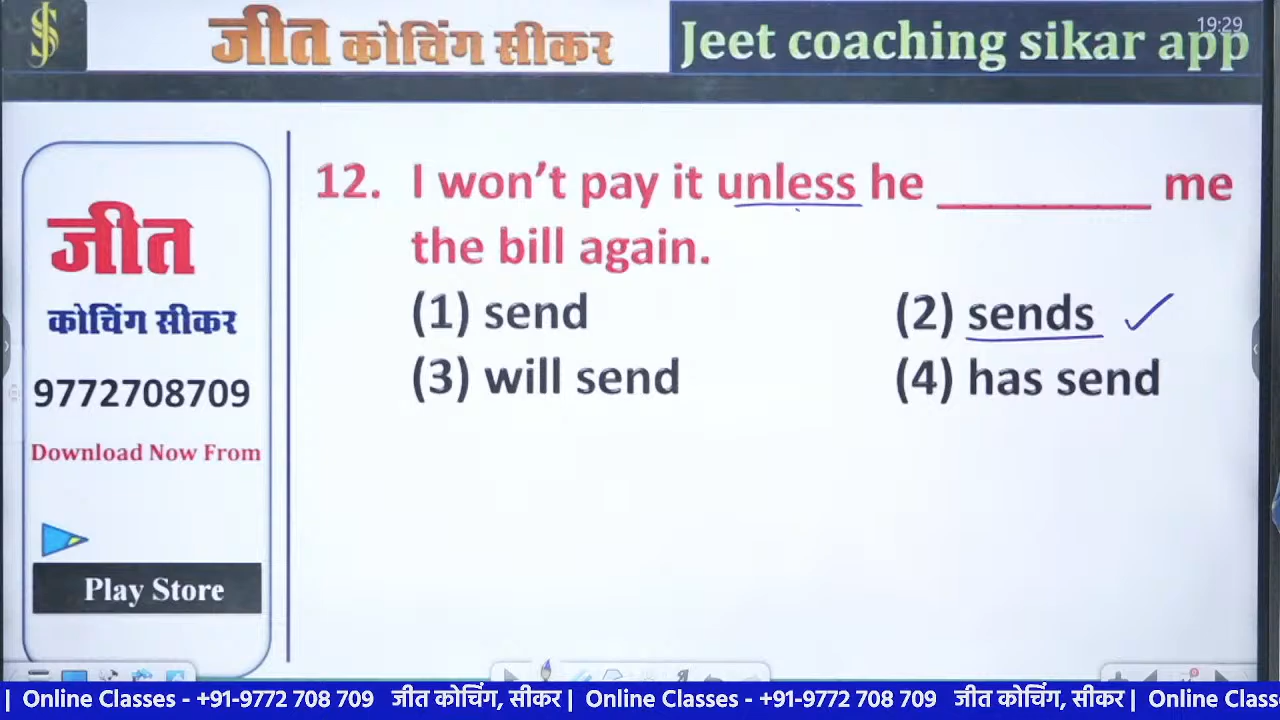 जीत कोचिंग सीकर
Jeet coaching sikar app
19:29
जीत
कोचिंग सीकर
9772708709
Download Now From
Play Store
12. I won't pay it unless he ________ me
the bill again.
(1) send (2) sends
(3) will send (4) has send
| Online Classes - +91-9772 708 709 जीत कोचिंग, सीकर | Online Classes - +91-9772 708 709 जीत कोचिंग, सीकर | Online Class